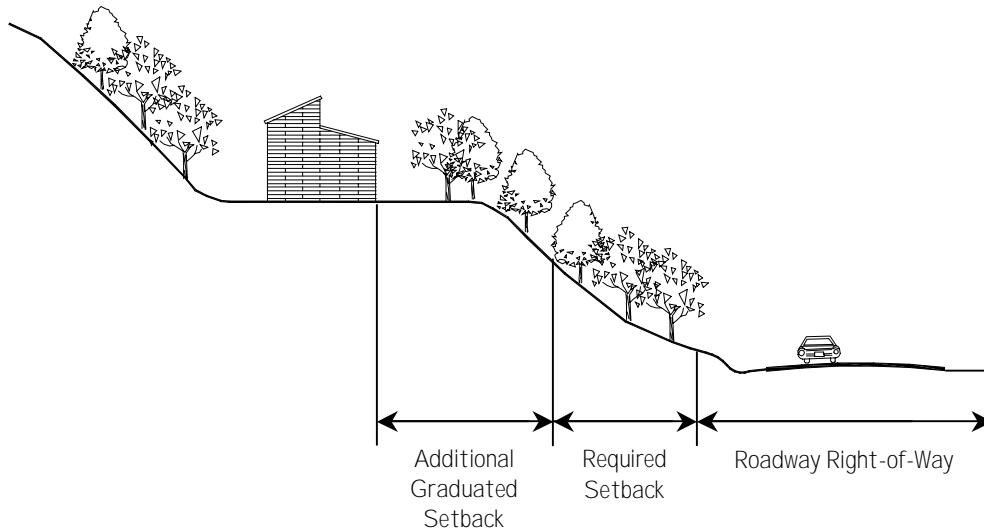 Additional
Graduated
Setback
Required
Setback
Roadway Right-of-Way